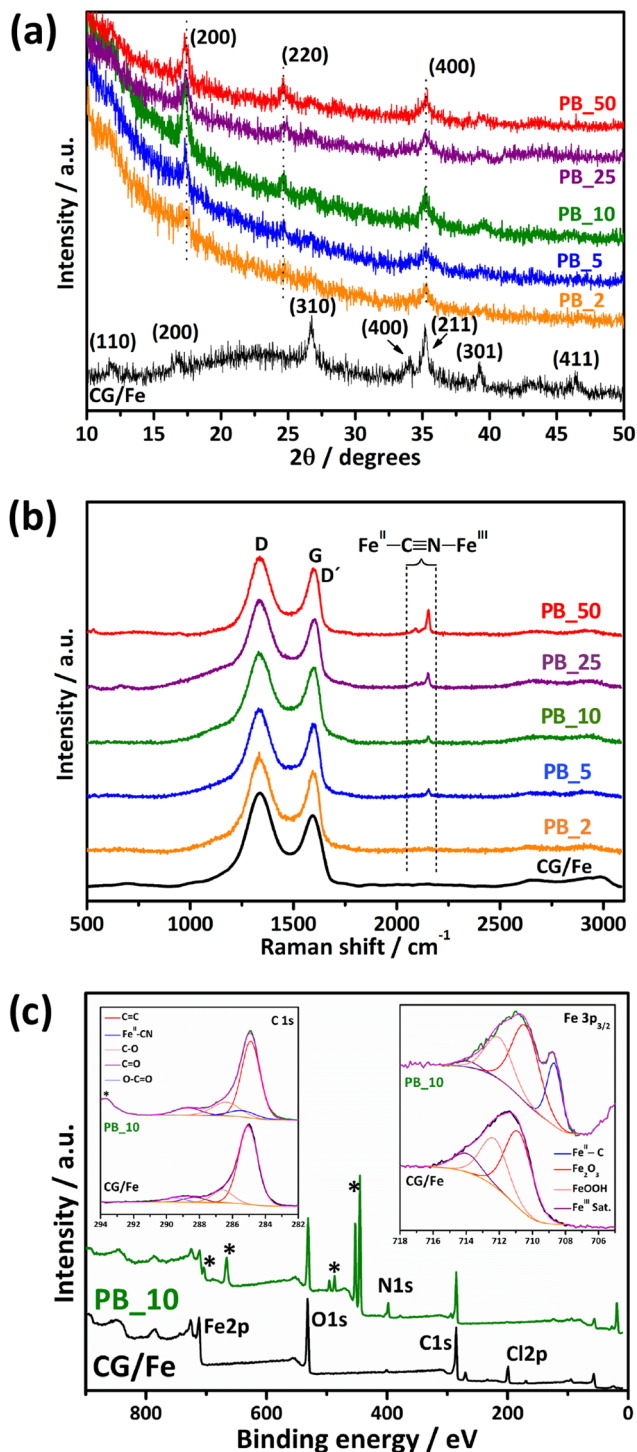 (a)
(200)
(220)
(400)
PB_50
PB_25
PB_10
PB_5
PB_2
(110)
(200)
(310)
(400)
(211)
(301)
(411)
CG/Fe
Intensity / a.u.
10 15 20 25 30 35 40 45 50
2θ / degrees
(b)
D
G
D´
Fe^II–C≡N–Fe^III
PB_50
PB_25
PB_10
PB_5
PB_2
CG/Fe
Intensity / a.u.
500 1000 1500 2000 2500 3000
Raman shift / cm⁻¹
(c)
C=C
Fe^II-CN
C-O
C=O
O-C=O
C 1s
*
PB_10
CG/Fe
294 292 290 288 286 284 282
Fe 3p3/2
PB_10
CG/Fe
Fe^II– C
Fe₂O₃
FeOOH
Fe^III Sat.
718 716 714 712 710 708 706
* * * *
PB_10
CG/Fe
Fe2p
O1s
N1s
C1s
Cl2p
Intensity / a.u.
800 600 400 200 0
Binding energy / eV